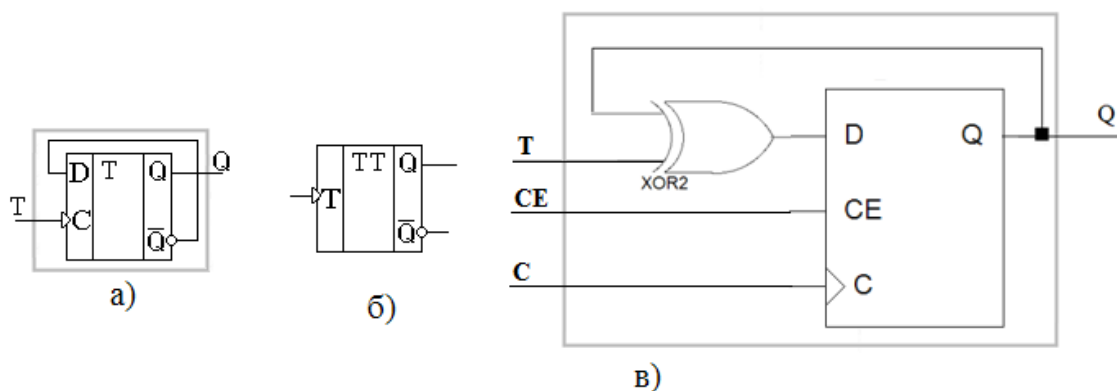 D T Q Q
T
C Q̅
а)
TT Q
T
Q̅
б)
Q
D Q
T
XOR2
CE CE
C C
в)